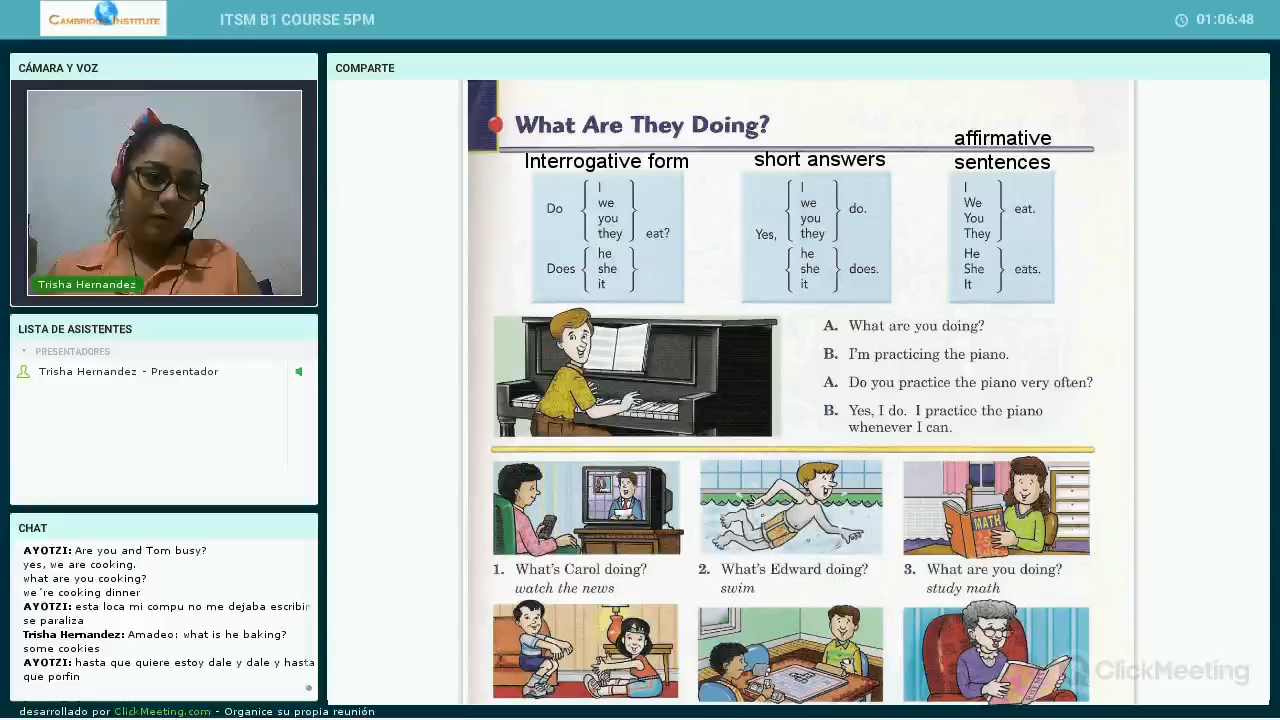 CAMBRIDGE INSTITUTE
ITSM B1 COURSE 5PM
01:06:48
CÁMARA Y VOZ
Trisha Hernandez
LISTA DE ASISTENTES
PRESENTADORES
Trisha Hernandez - Presentador
CHAT
AYOTZI: Are you and Tom busy?
yes, we are cooking.
what are you cooking?
we´re cooking dinner
AYOTZI: esta loca mi compu no me dejaba escribir
se paraliza
Trisha Hernandez: Amadeo: what is he baking?
some cookies
AYOTZI: hasta que quiere estoy dale y dale y hasta
que porfin
COMPARTE
What Are They Doing?
Interrogative form
short answers
affirmative
sentences
Do
I
we
you
they
eat?
Does
he
she
it
Yes,
I
we
you
they
do.
he
she
it
does.
I
We
You
They
eat.
He
She
It
eats.
A. What are you doing?
B. I'm practicing the piano.
A. Do you practice the piano very often?
B. Yes, I do. I practice the piano
whenever I can.
MATH
1. What's Carol doing?
watch the news
2. What's Edward doing?
swim
3. What are you doing?
study math
ClickMeeting
desarrollado por ClickMeeting.com - Organice su propia reunión